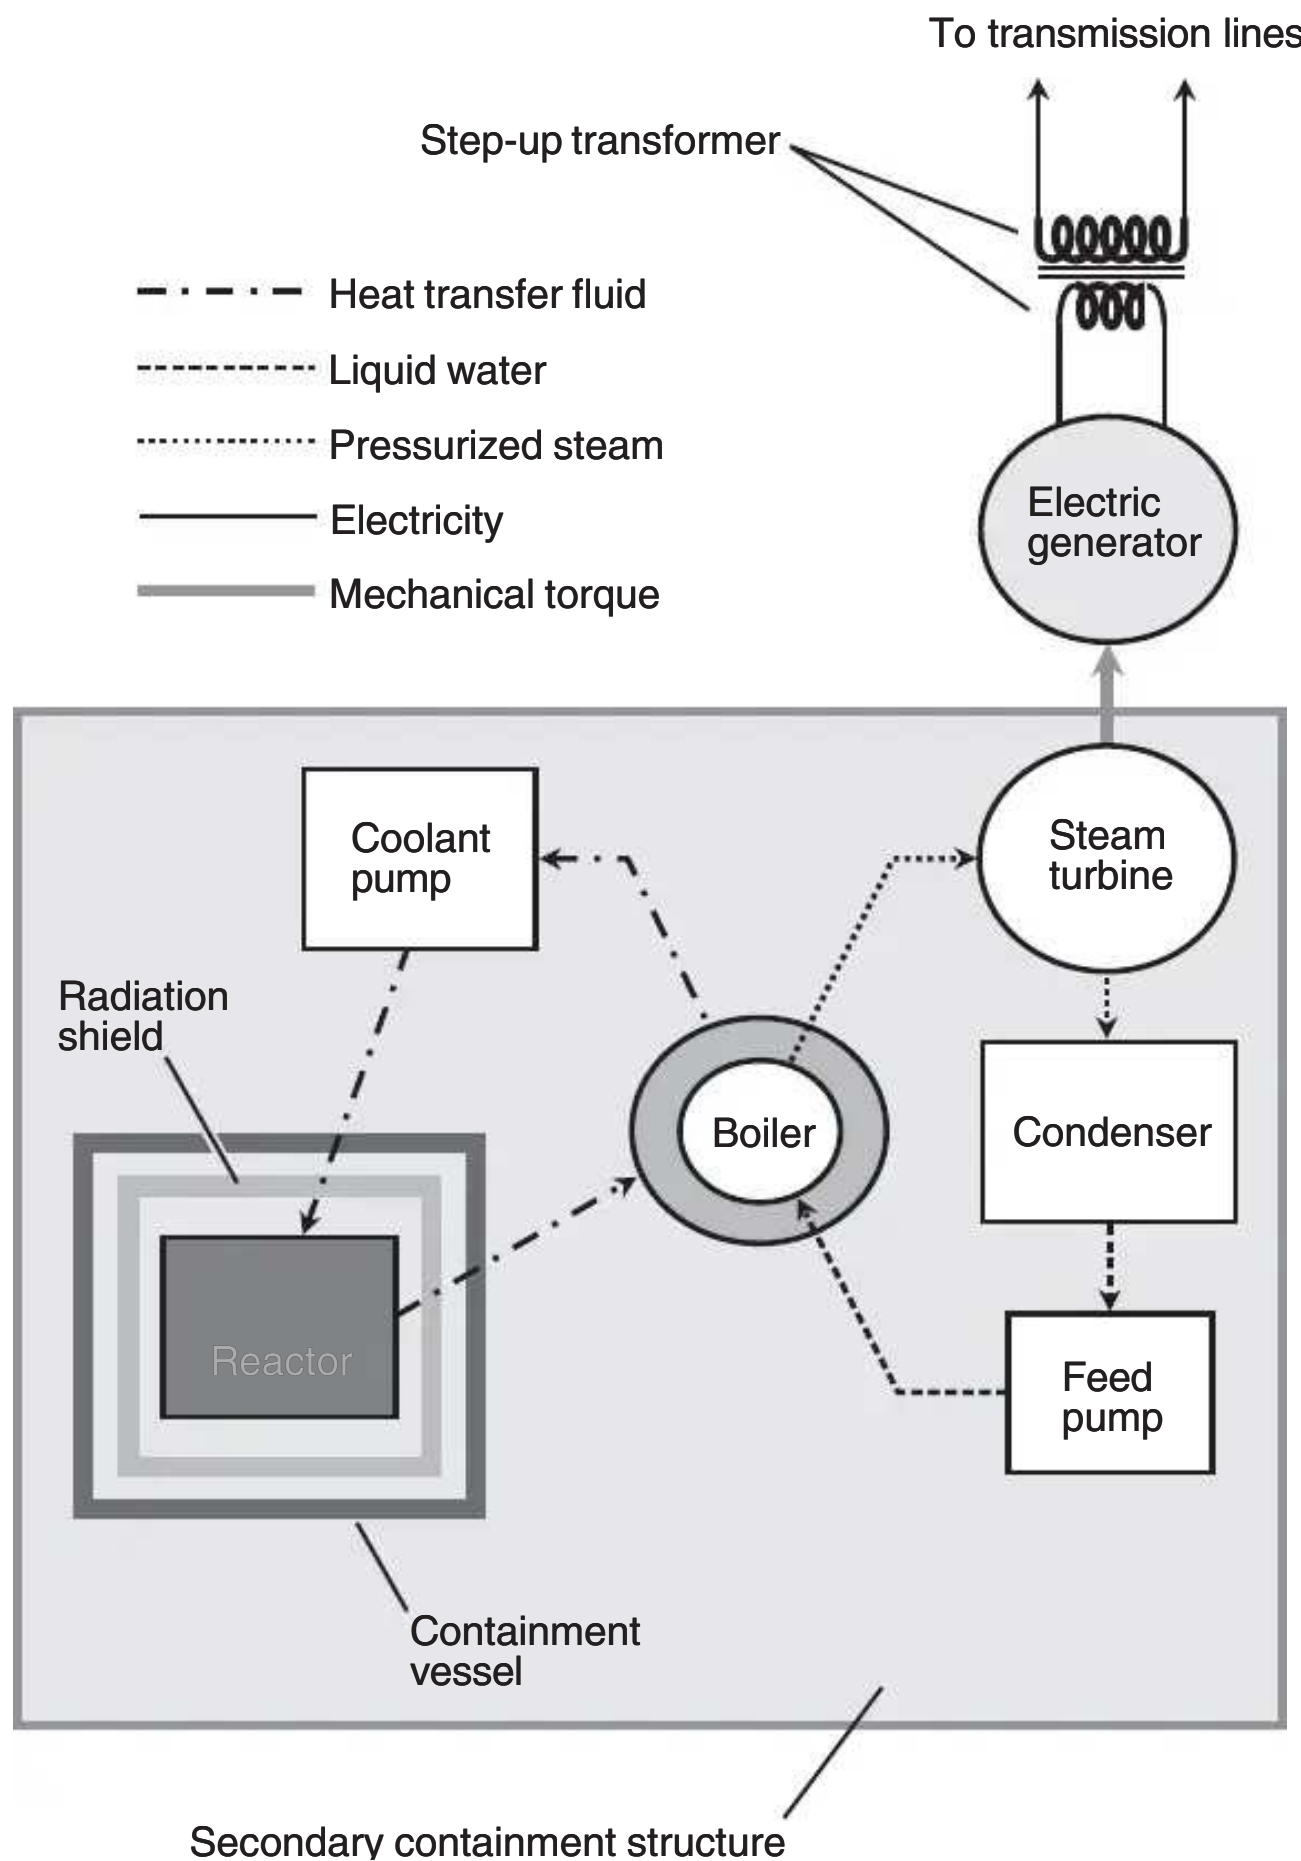 To transmission lines
Step-up transformer
Heat transfer fluid
Liquid water
Pressurized steam
Electricity
Mechanical torque
Electric
generator
Coolant
pump
Steam
turbine
Radiation
shield
Boiler
Condenser
Reactor
Feed
pump
Containment
vessel
Secondary containment structure